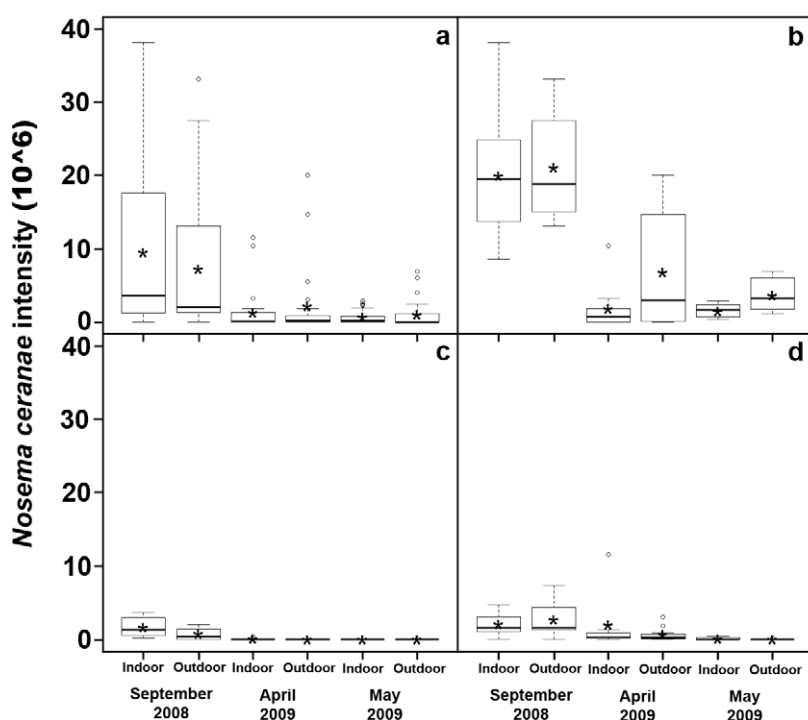 Nosema ceranae intensity (10^6)
40
30
20
10
0
a
b
40
30
20
10
0
c
d
Indoor Outdoor Indoor Outdoor Indoor Outdoor
Indoor Outdoor Indoor Outdoor Indoor Outdoor
September April May
2008 2009 2009
September April May
2008 2009 2009